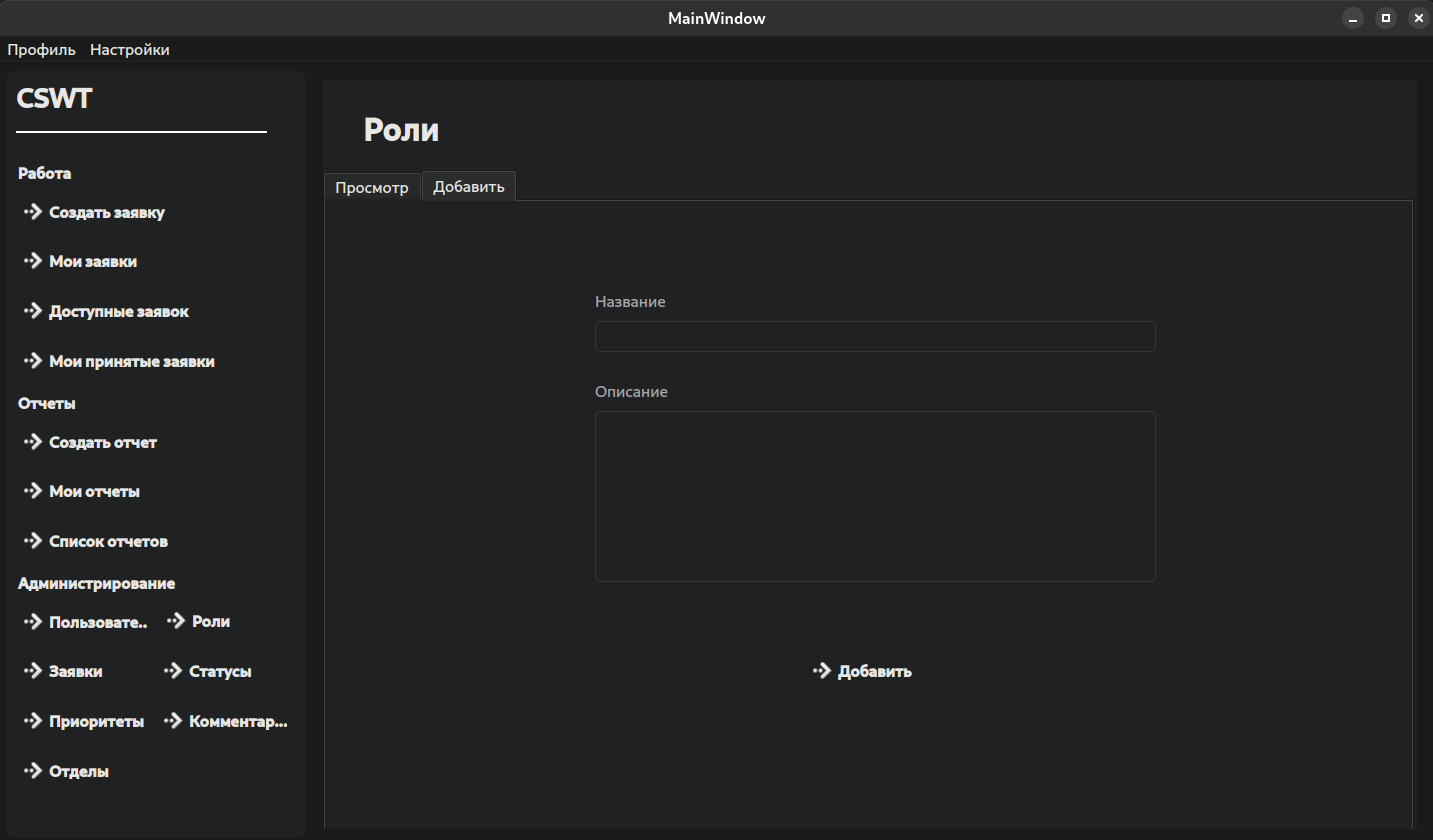 MainWindow
Профиль Настройки
CSWT
Работа
Создать заявку
Мои заявки
Доступные заявок
Мои принятые заявки
Отчеты
Создать отчет
Мои отчеты
Список отчетов
Администрирование
Пользовате.. Роли
Заявки Статусы
Приоритеты Комментар...
Отделы
Роли
Просмотр Добавить
Название
Описание
Добавить